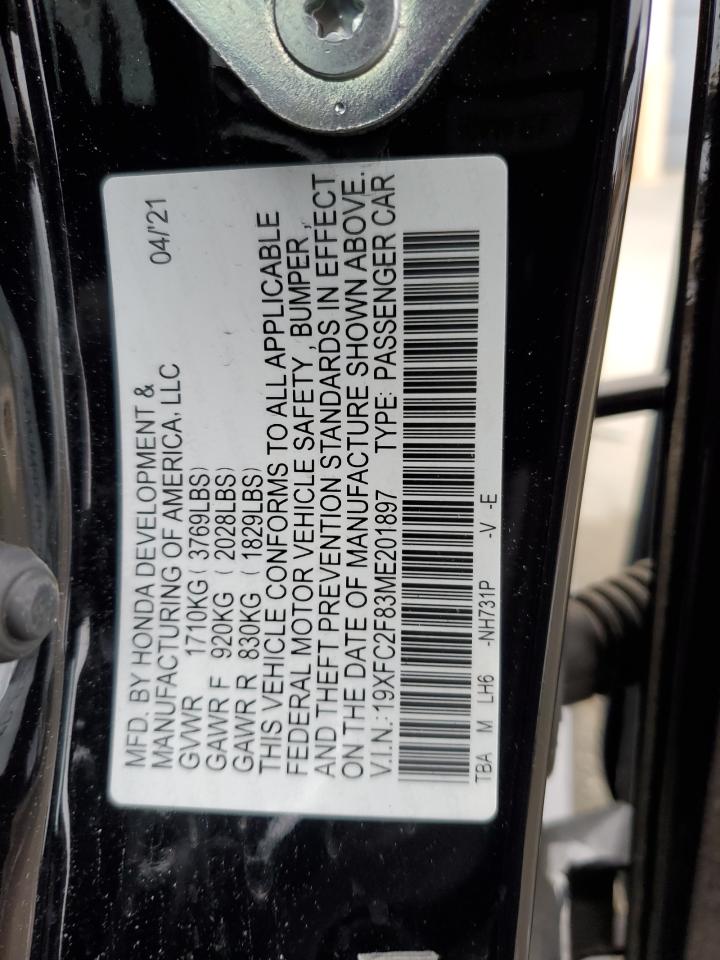 04/'21
MFD. BY HONDA DEVELOPMENT &
MANUFACTURING OF AMERICA, LLC
GVWR 1710KG ( 3769LBS)
GAWR F 920KG ( 2028LBS)
GAWR R 830KG ( 1829LBS)
THIS VEHICLE CONFORMS TO ALL APPLICABLE
FEDERAL MOTOR VEHICLE SAFETY , BUMPER ,
AND THEFT PREVENTION STANDARDS IN EFFECT
ON THE DATE OF MANUFACTURE SHOWN ABOVE.
V.I.N.:19XFC2F83ME201897 TYPE: PASSENGER CAR
TBA M LH6 -NH731P -V -E